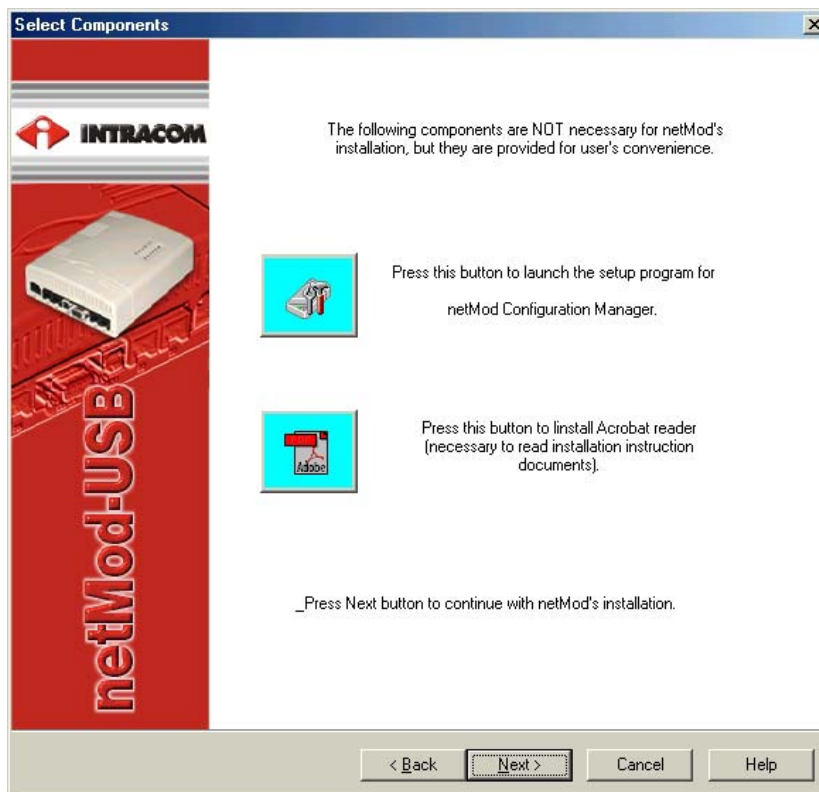 Select Components
INTRACOM
netMod-USB
The following components are NOT necessary for netMod's
installation, but they are provided for user's convenience.
Press this button to launch the setup program for
netMod Configuration Manager.
PDF
Adobe
Press this button to linstall Acrobat reader
(necessary to read installation instruction
documents).
_Press Next button to continue with netMod's installation.
< Back
Next >
Cancel
Help